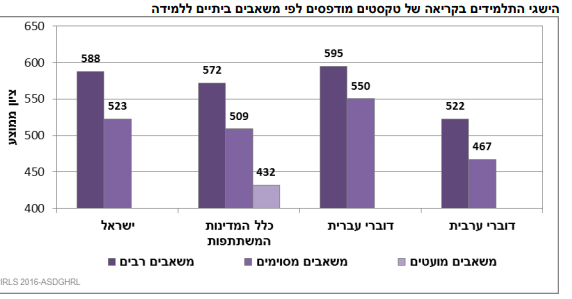 הישגי התלמידים בקריאה של טקסטים מודפסים לפי משאבים ביתיים ללמידה
ציון ממוצע
650
600
550
500
450
400
588
523
572
509
432
595
550
522
467
ישראל
כלל המדינות
המשתתפות
דוברי עברית
דוברי ערבית
משאבים רבים
משאבים מסוימים
משאבים מועטים
IRLS 2016-ASDGHRL